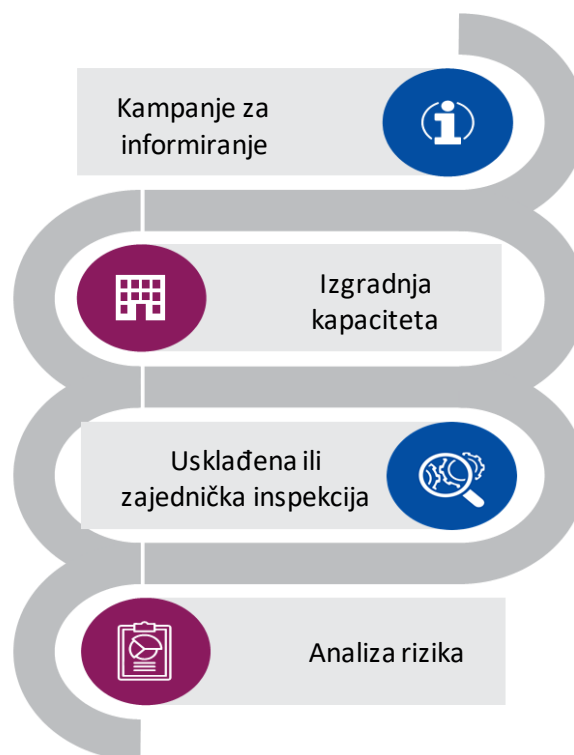 Kampanje za
informiranje
Izgradnja
kapaciteta
Usklađena ili
zajednička inspekcija
Analiza rizika